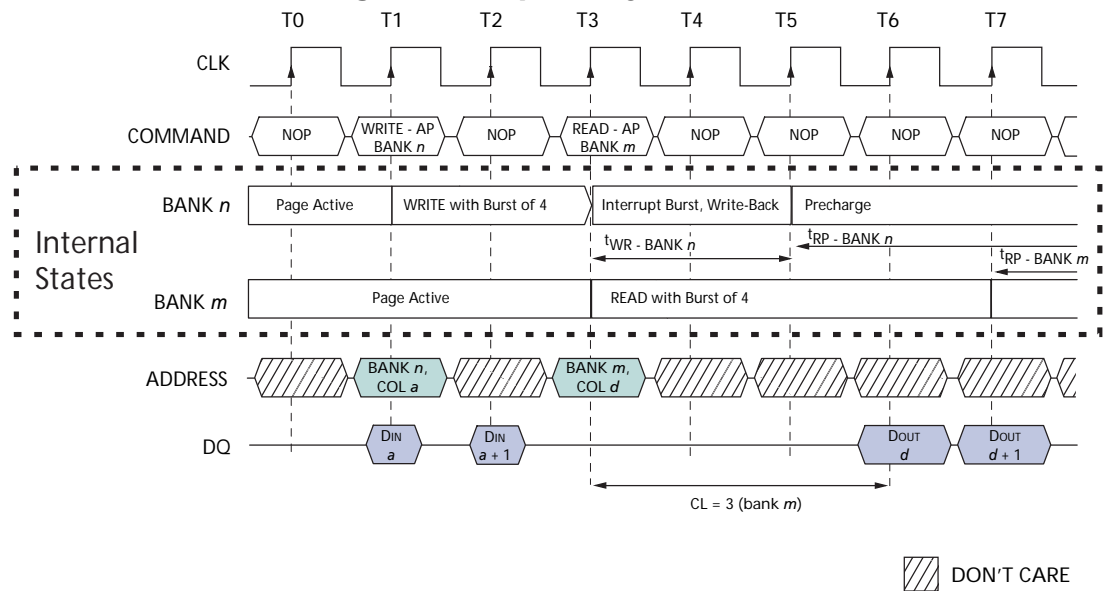 T0 T1 T2 T3 T4 T5 T6 T7
CLK
COMMAND NOP WRITE - AP BANK n NOP READ - AP BANK m NOP NOP NOP NOP
Internal States
BANK n Page Active WRITE with Burst of 4 Interrupt Burst, Write-Back Precharge
tWR - BANK n tRP - BANK n
tRP - BANK m
BANK m Page Active READ with Burst of 4
ADDRESS BANK n, COL a BANK m, COL d
DQ DIN a DIN a + 1 DOUT d DOUT d + 1
CL = 3 (bank m)
DON'T CARE